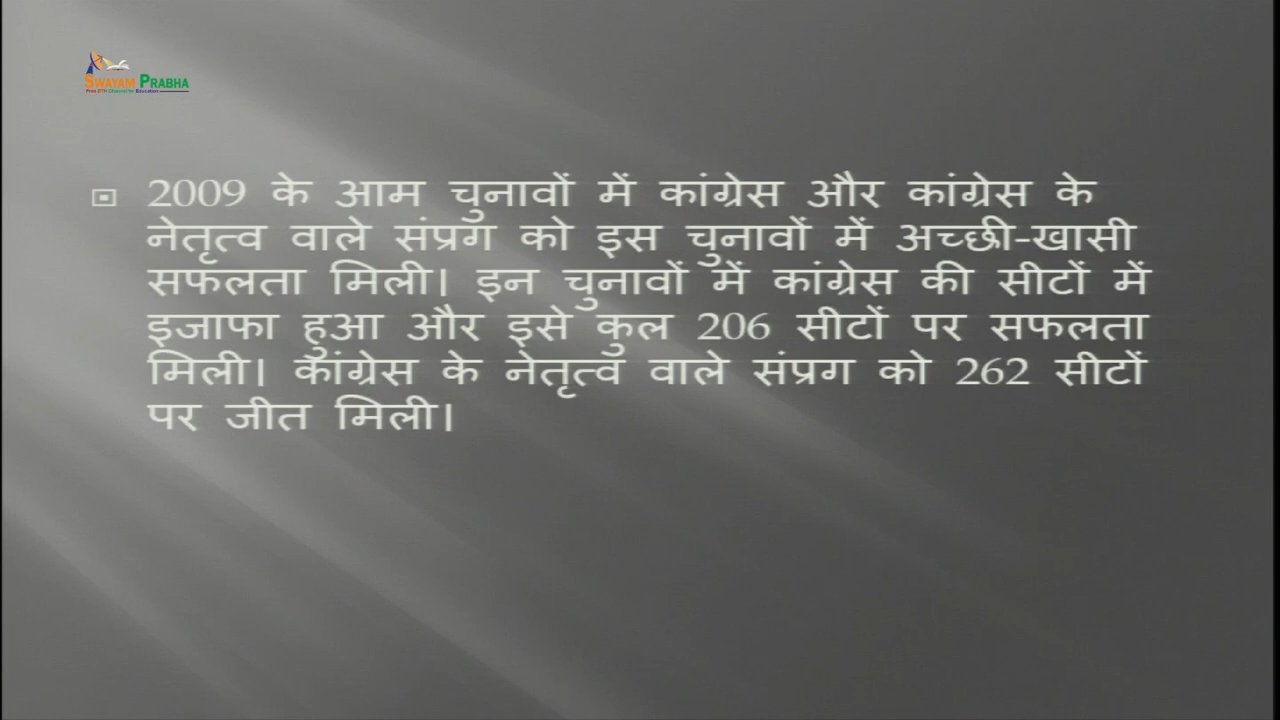 SWAYAM PRABHA
2009 के आम चुनावों में कांग्रेस और कांग्रेस के
नेतृत्व वाले संप्रग को इस चुनावों में अच्छी-खासी
सफलता मिली। इन चुनावों में कांग्रेस की सीटों में
इजाफा हुआ और इसे कुल 206 सीटों पर सफलता
मिली। कांग्रेस के नेतृत्व वाले संप्रग को 262 सीटों
पर जीत मिली।